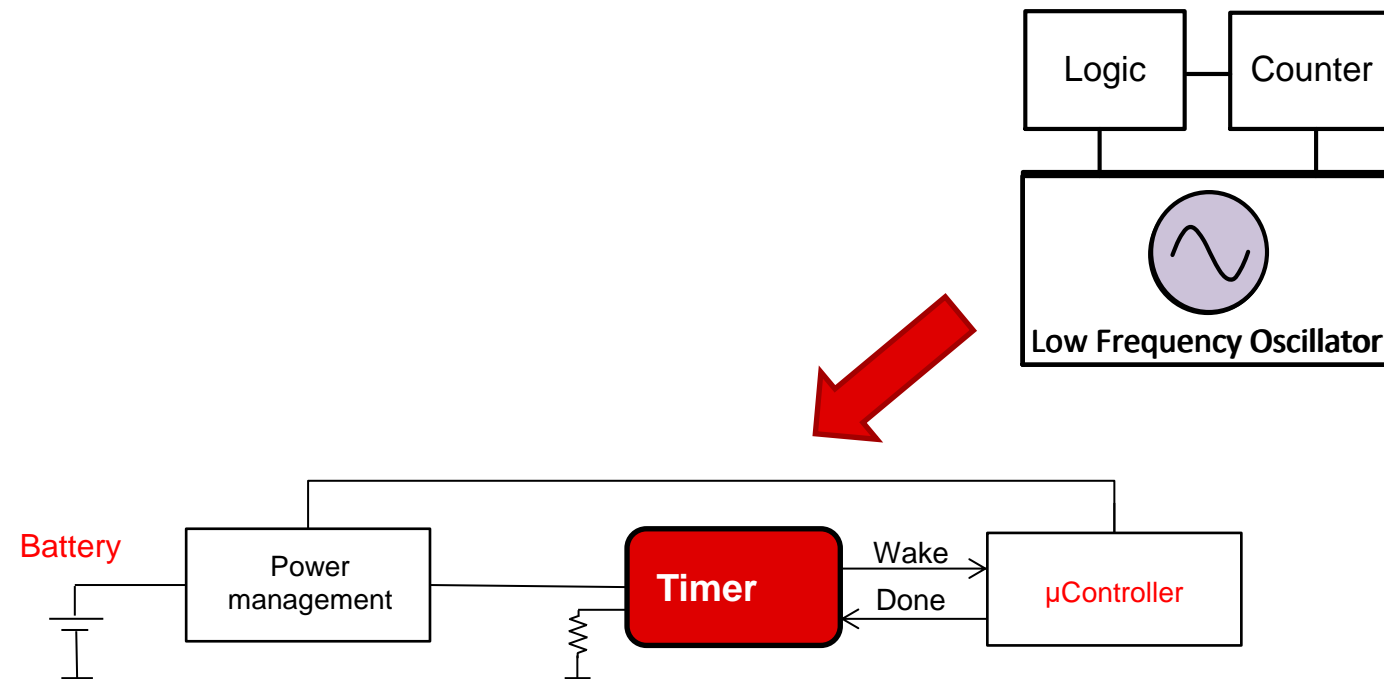 Logic
Counter
Low Frequency Oscillator
Battery
Power
management
Timer
Wake
Done
µController